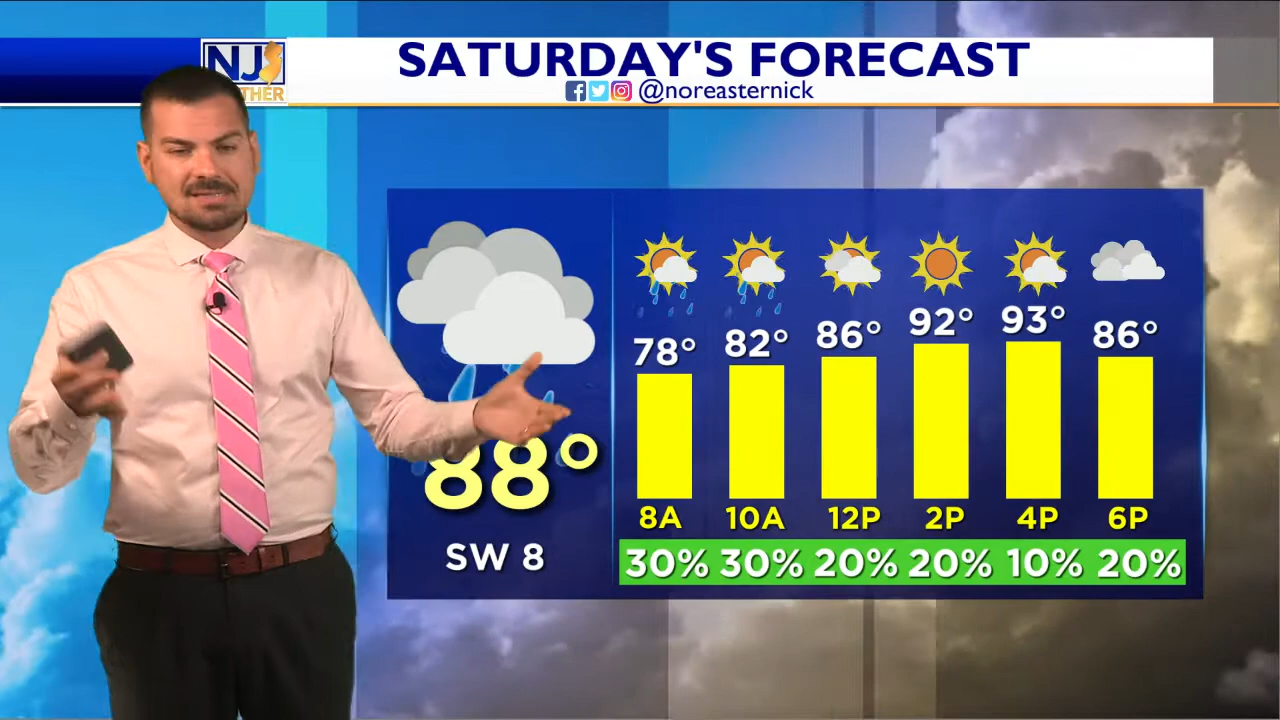 NJ
THER
SATURDAY'S FORECAST
@noreasternick
78° 82° 86° 92° 93° 86°
88°
8A 10A 12P 2P 4P 6P
SW 8
30% 30% 20% 20% 10% 20%